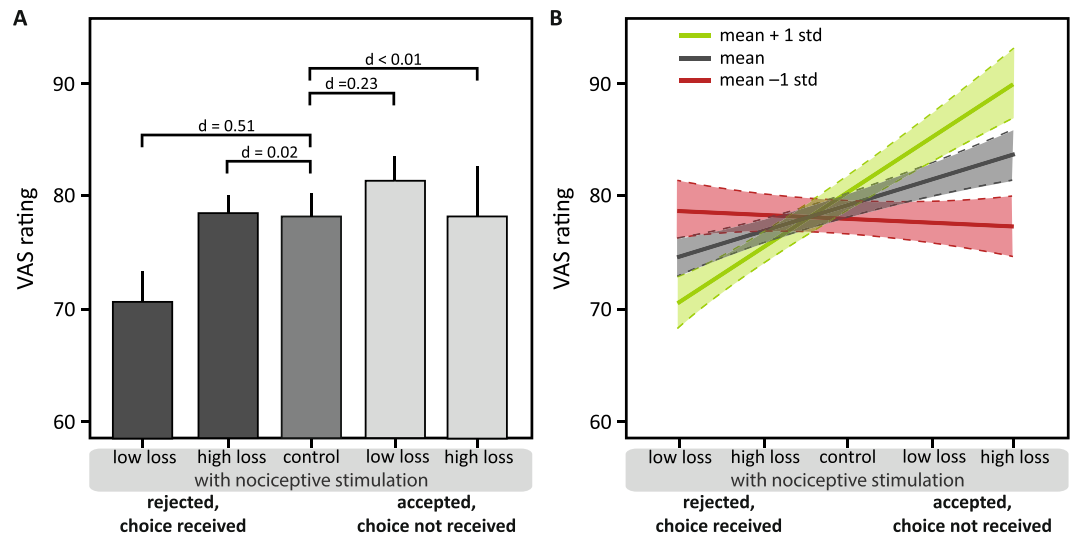 A
VAS rating
90
80
70
60
d < 0.01
d =0.23
d = 0.51
d = 0.02
low loss high loss control low loss high loss
with nociceptive stimulation
rejected, accepted,
choice received choice not received
B
VAS rating
90
80
70
60
mean + 1 std
mean
mean –1 std
low loss high loss control low loss high loss
with nociceptive stimulation
rejected, accepted,
choice received choice not received